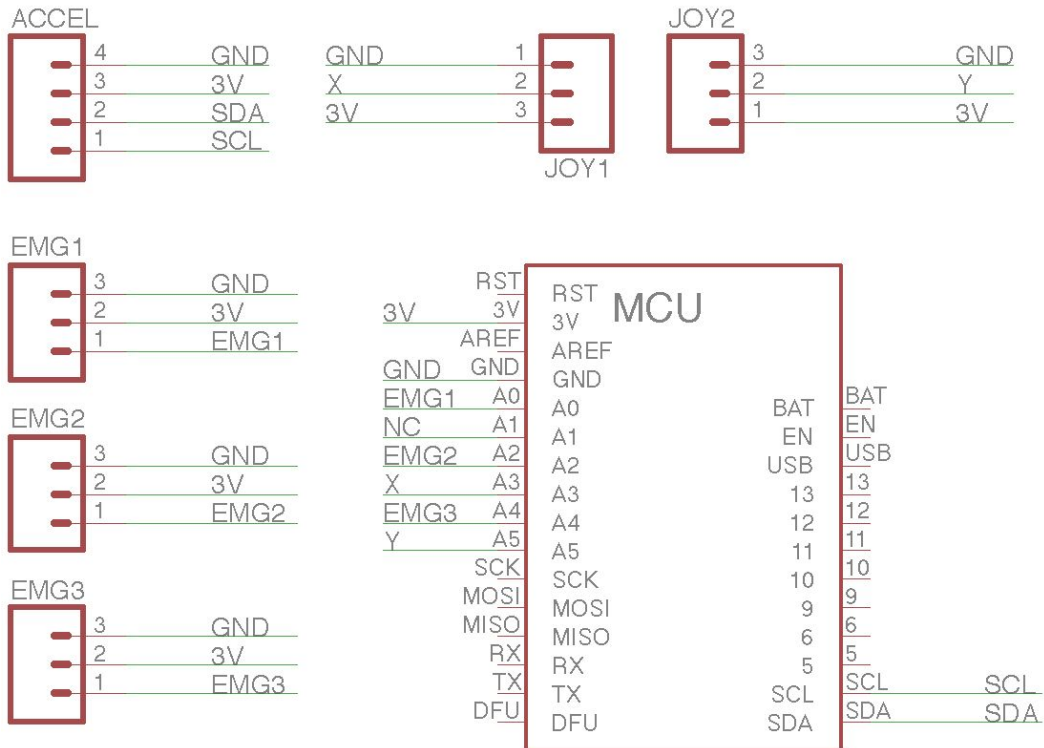 ACCEL
4 GND
3 3V
2 SDA
1 SCL
GND 1
X 2
3V 3
JOY1
JOY2
3 GND
2 Y
1 3V
EMG1
3 GND
2 3V
1 EMG1
EMG2
3 GND
2 3V
1 EMG2
EMG3
3 GND
2 3V
1 EMG3
MCU
RST RST
3V 3V 3V
AREF AREF
GND GND GND
EMG1 A0 A0
NC A1 A1
EMG2 A2 A2
X A3 A3
EMG3 A4 A4
Y A5 A5
SCK SCK
MOSI MOSI
MISO MISO
RX RX
TX TX
DFU DFU
BAT BAT
EN EN
USB USB
13 13
12 12
11 11
10 10
9 9
6 6
5 5
SCL SCL SCL
SDA SDA SDA